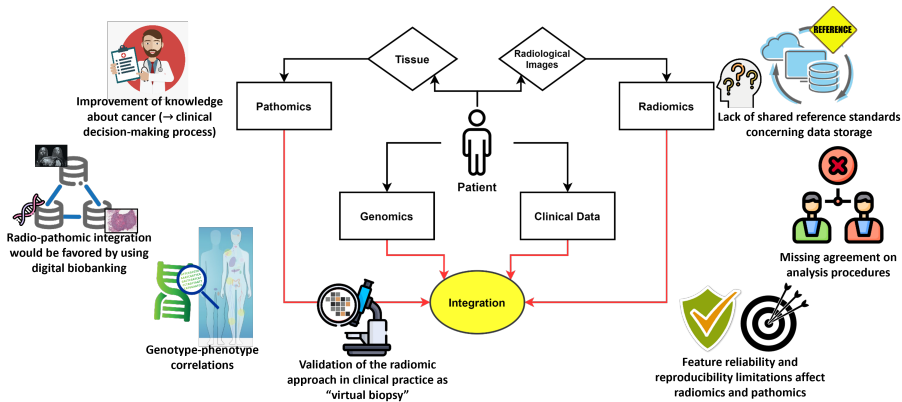 REFERENCE
Tissue
Radiological
Images
Pathomics
Radiomics
Improvement of knowledge
about cancer (→ clinical
decision-making process)
Lack of shared reference standards
concerning data storage
Patient
Genomics
Clinical Data
Radio-pathomic integration
would be favored by using
digital biobanking
Missing agreement on
analysis procedures
Integration
Genotype-phenotype
correlations
Validation of the radiomic
approach in clinical practice as
“virtual biopsy”
Feature reliability and
reproducibility limitations affect
radiomics and pathomics